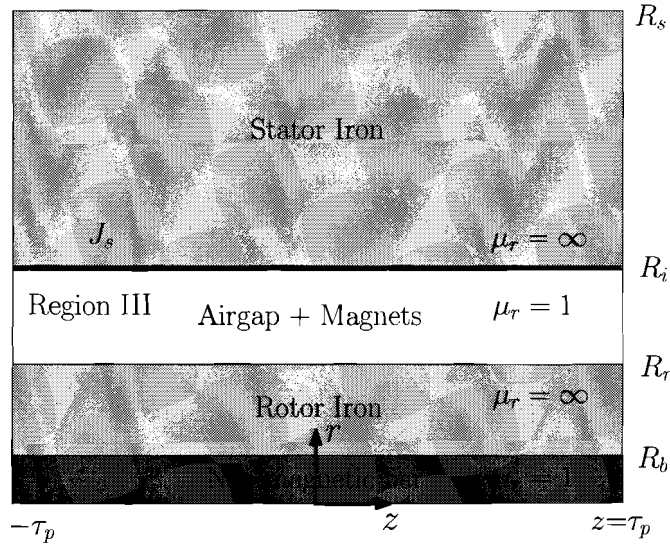 R_s
Stator Iron
J_s
μ_r = ∞
R_i
Region III
Airgap + Magnets
μ_r = 1
R_r
Rotor Iron
μ_r = ∞
r
R_b
−τ_p
z
z=τ_p